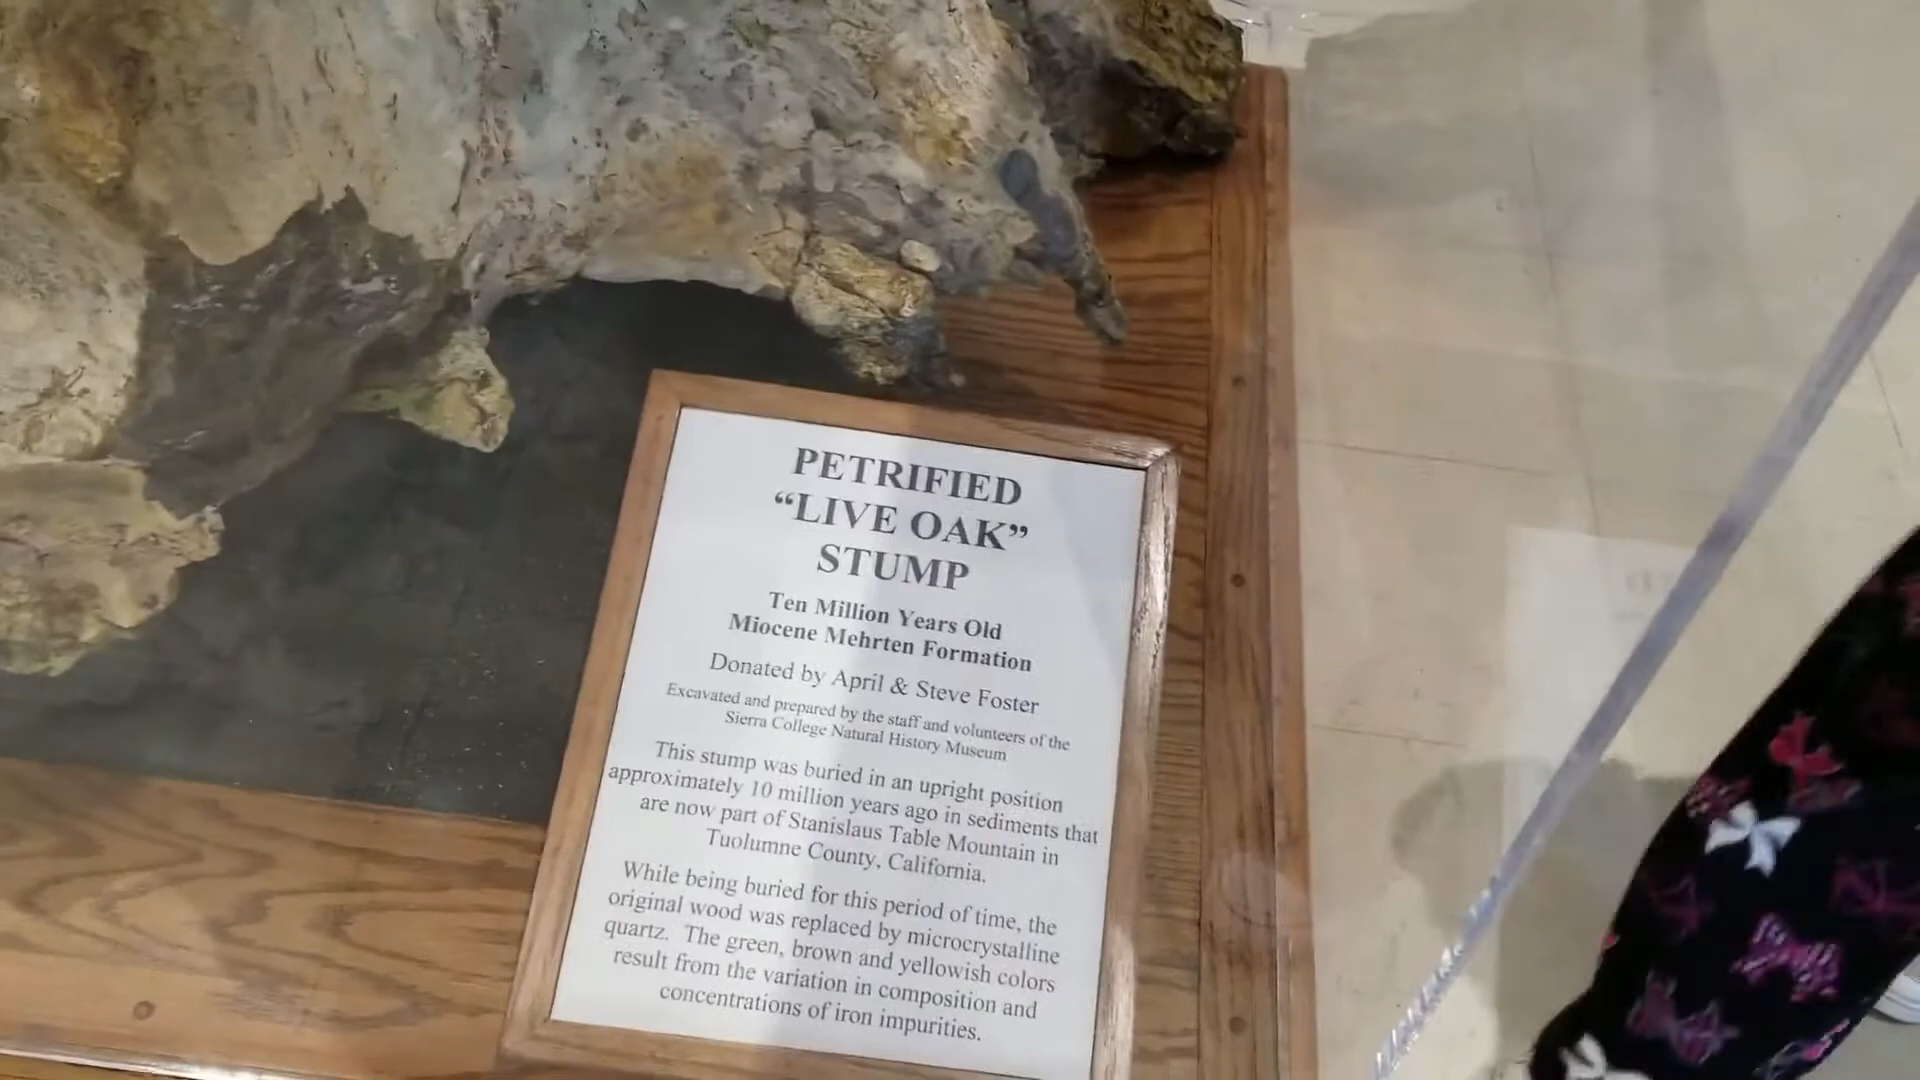 PETRIFIED
“LIVE OAK”
STUMP
Ten Million Years Old
Miocene Mehrten Formation
Donated by April & Steve Foster
Excavated and prepared by the staff and volunteers of the
Sierra College Natural History Museum
This stump was buried in an upright position
approximately 10 million years ago in sediments that
are now part of Stanislaus Table Mountain in
Tuolumne County, California.
While being buried for this period of time, the
original wood was replaced by microcrystalline
quartz. The green, brown and yellowish colors
result from the variation in composition and
concentrations of iron impurities.